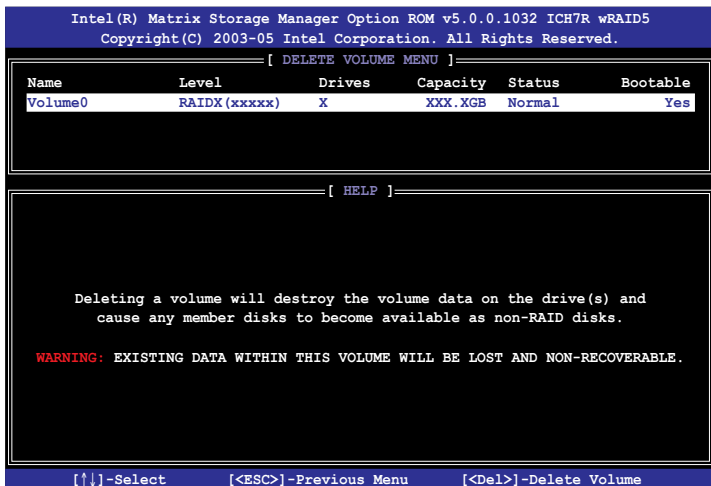 Intel(R) Matrix Storage Manager Option ROM v5.0.0.1032 ICH7R wRAID5
Copyright(C) 2003-05 Intel Corporation. All Rights Reserved.
[ DELETE VOLUME MENU ]
Name Level Drives Capacity Status Bootable
Volume0 RAIDX(xxxxx) X XXX.XGB Normal Yes
[ HELP ]
Deleting a volume will destroy the volume data on the drive(s) and
cause any member disks to become available as non-RAID disks.
WARNING: EXISTING DATA WITHIN THIS VOLUME WILL BE LOST AND NON-RECOVERABLE.
[↑↓]-Select [<ESC>]-Previous Menu [<Del>]-Delete Volume